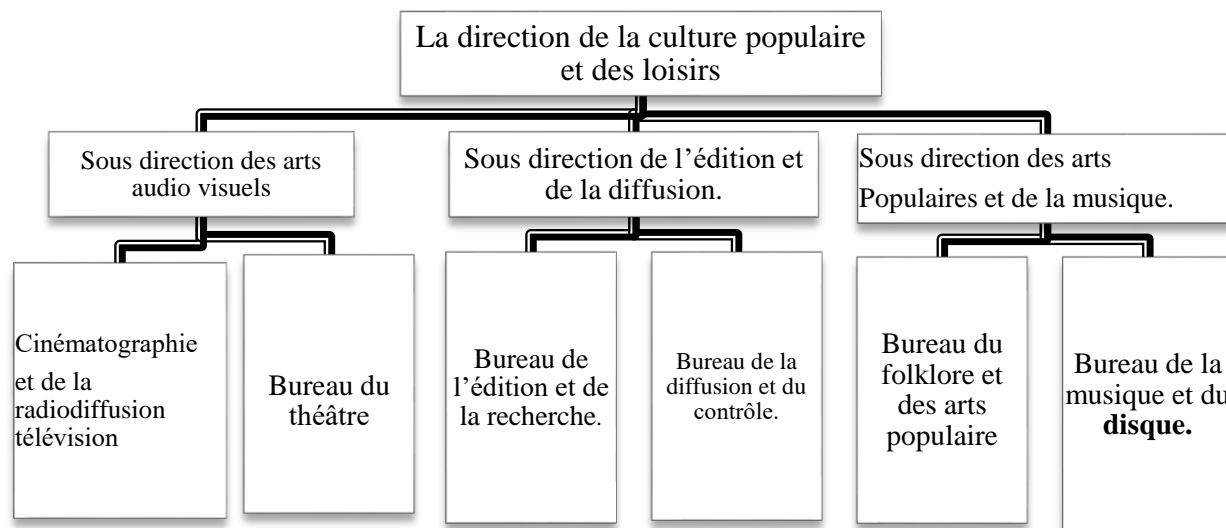 La direction de la culture populaire
et des loisirs
Sous direction des arts
audio visuels
Sous direction de l’édition et
de la diffusion.
Sous direction des arts
Populaires et de la musique.
Cinématographie
et de la
radiodiffusion
télévision
Bureau du
théâtre
Bureau de
l’édition et de
la recherche.
Bureau de la
diffusion et du
contrôle.
Bureau du
folklore et
des arts
populaire
Bureau de la
musique et du
disque.